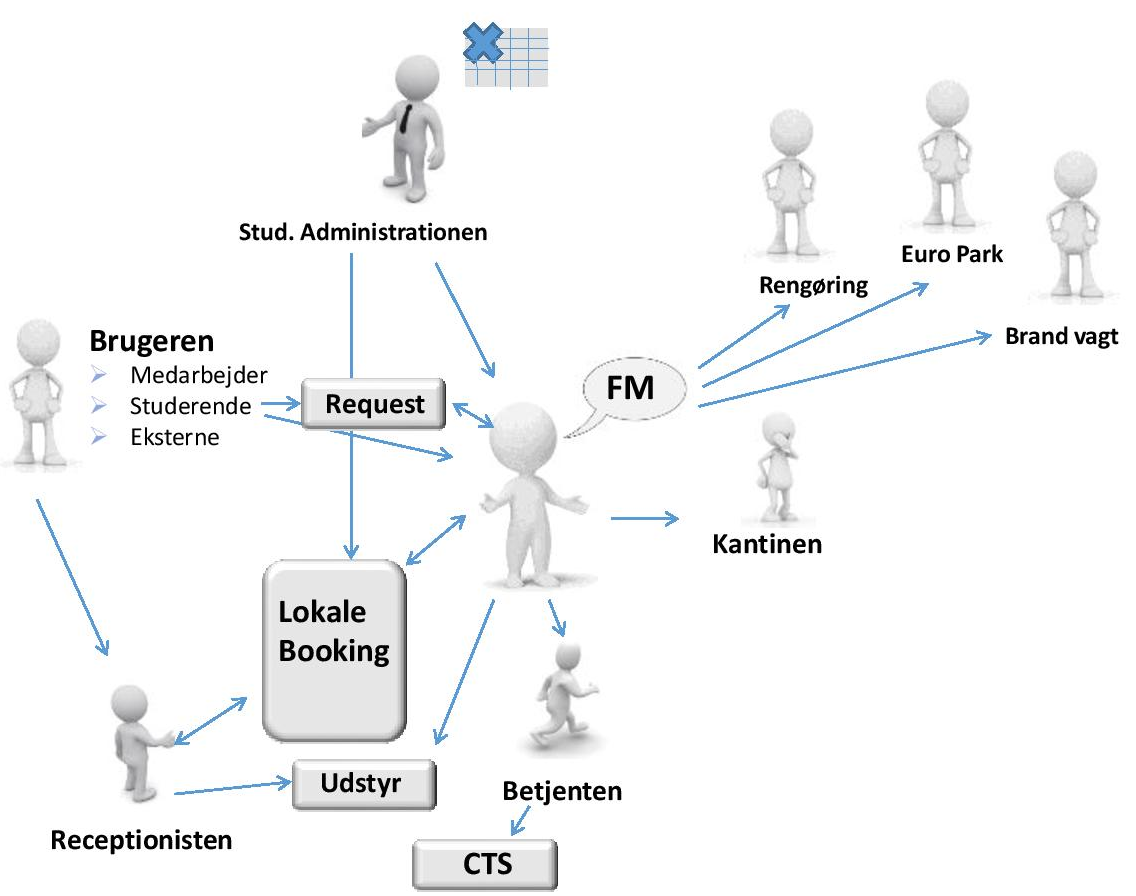 Stud. Administrationen
Euro Park
Rengøring
Brand vagt
Brugeren
Medarbejder
Studerende
Eksterne
Request
FM
Kantinen
Lokale
Booking
Udstyr
Betjenten
Receptionisten
CTS